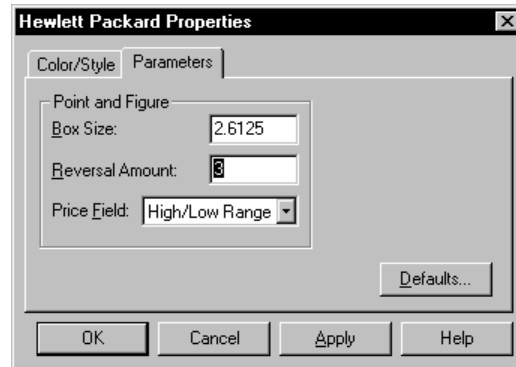 Hewlett Packard Properties
Color/Style Parameters
Point and Figure
Box Size: 2.6125
Reversal Amount: 3
Price Field: High/Low Range
Defaults...
OK Cancel Apply Help